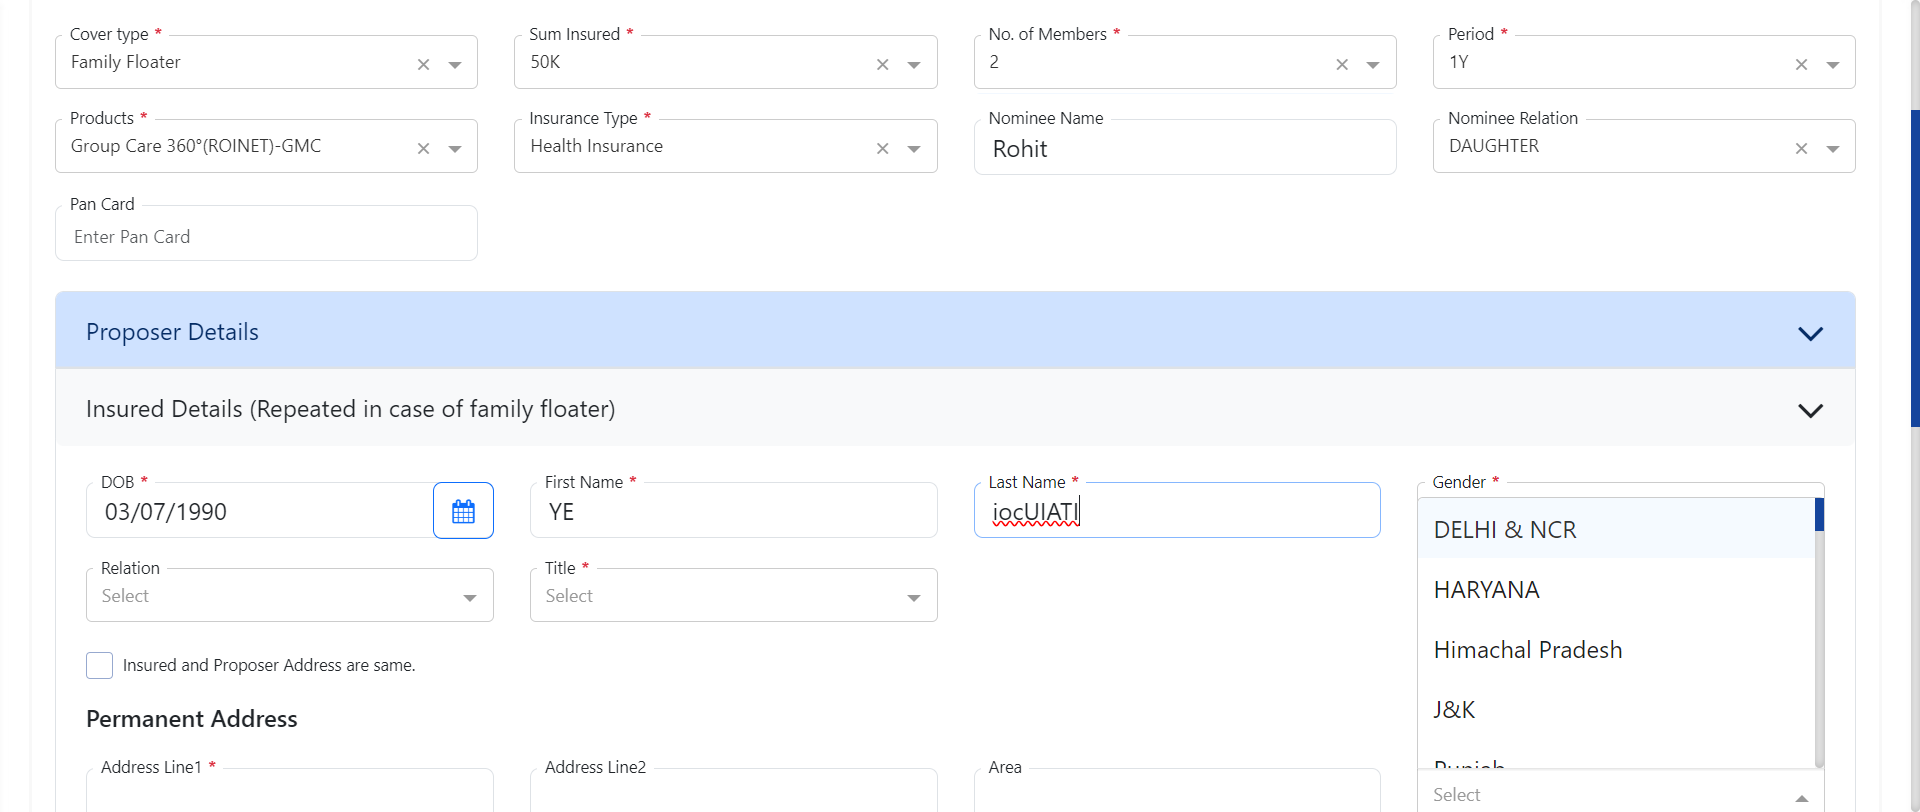 Cover type *
Family Floater
Sum Insured *
50K
No. of Members *
2
Period *
1Y
Products *
Group Care 360°(ROINET)-GMC
Insurance Type *
Health Insurance
Nominee Name
Rohit
Nominee Relation
DAUGHTER
Pan Card
Enter Pan Card
Proposer Details
Insured Details (Repeated in case of family floater)
DOB *
03/07/1990
First Name *
YE
Last Name *
iocUIATI
Gender *
DELHI & NCR
HARYANA
Himachal Pradesh
J&K
Punjab
Relation
Select
Title *
Select
Insured and Proposer Address are same.
Permanent Address
Address Line1 *
Address Line2
Area
Select